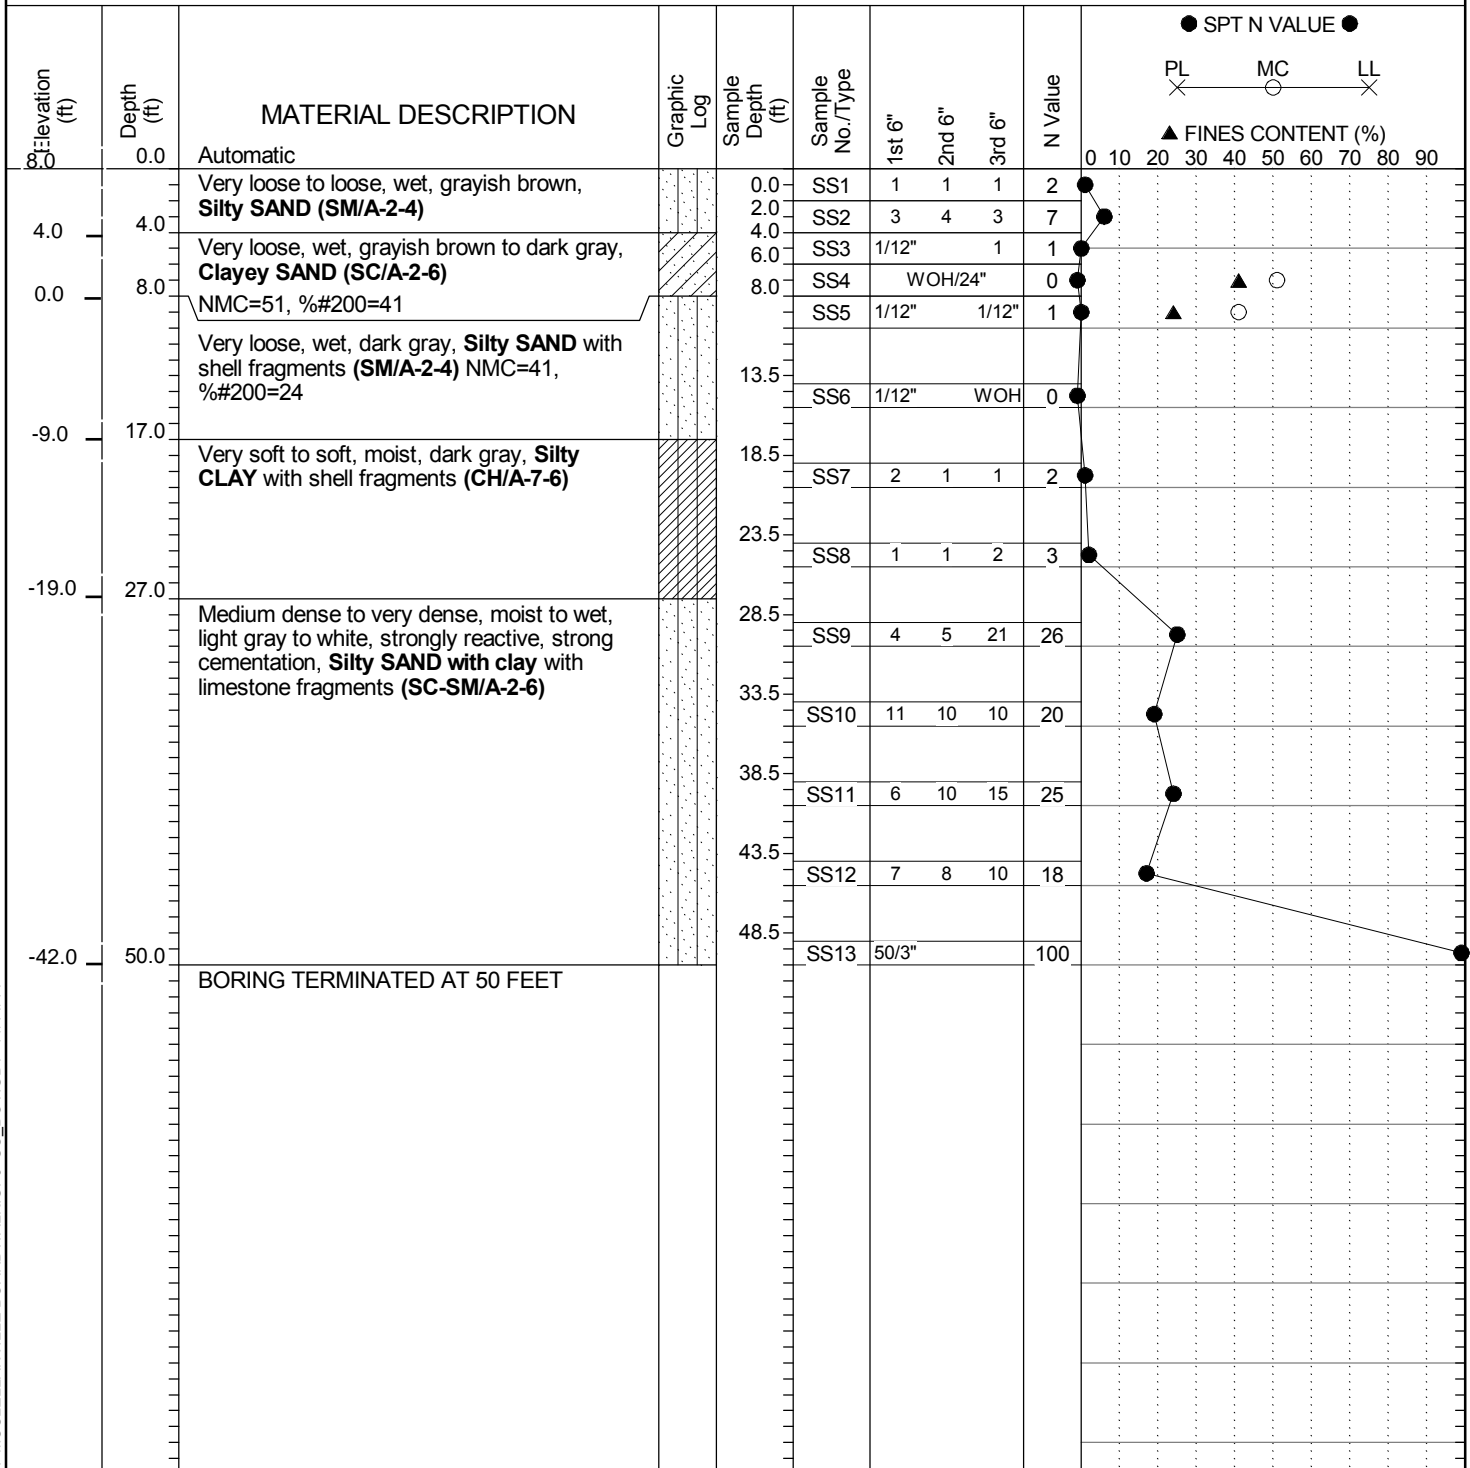 ● SPT N VALUE ●
PL MC LL
▲ FINES CONTENT (%)
0 10 20 30 40 50 60 70 80 90
Elevation (ft)
Depth (ft)
MATERIAL DESCRIPTION
Graphic Log
Sample Depth (ft)
Sample No./Type
1st 6"
2nd 6"
3rd 6"
N Value
8.0 0.0 Automatic
Very loose to loose, wet, grayish brown,
Silty SAND (SM/A-2-4)
4.0 4.0
Very loose, wet, grayish brown to dark gray,
Clayey SAND (SC/A-2-6)
0.0 8.0
NMC=51, %#200=41
Very loose, wet, dark gray, Silty SAND with
shell fragments (SM/A-2-4) NMC=41,
%#200=24
-9.0 17.0
Very soft to soft, moist, dark gray, Silty
CLAY with shell fragments (CH/A-7-6)
-19.0 27.0
Medium dense to very dense, moist to wet,
light gray to white, strongly reactive, strong
cementation, Silty SAND with clay with
limestone fragments (SC-SM/A-2-6)
-42.0 50.0
BORING TERMINATED AT 50 FEET
0.0 SS1 1 1 1 2
2.0 SS2 3 4 3 7
4.0
6.0 SS3 1/12" 1 1
8.0 SS4 WOH/24" 0
SS5 1/12" 1/12" 1
13.5
SS6 1/12" WOH 0
18.5
SS7 2 1 1 2
23.5
SS8 1 1 2 3
28.5
SS9 4 5 21 26
33.5
SS10 11 10 10 20
38.5
SS11 6 10 15 25
43.5
SS12 7 8 10 18
48.5
SS13 50/3" 100